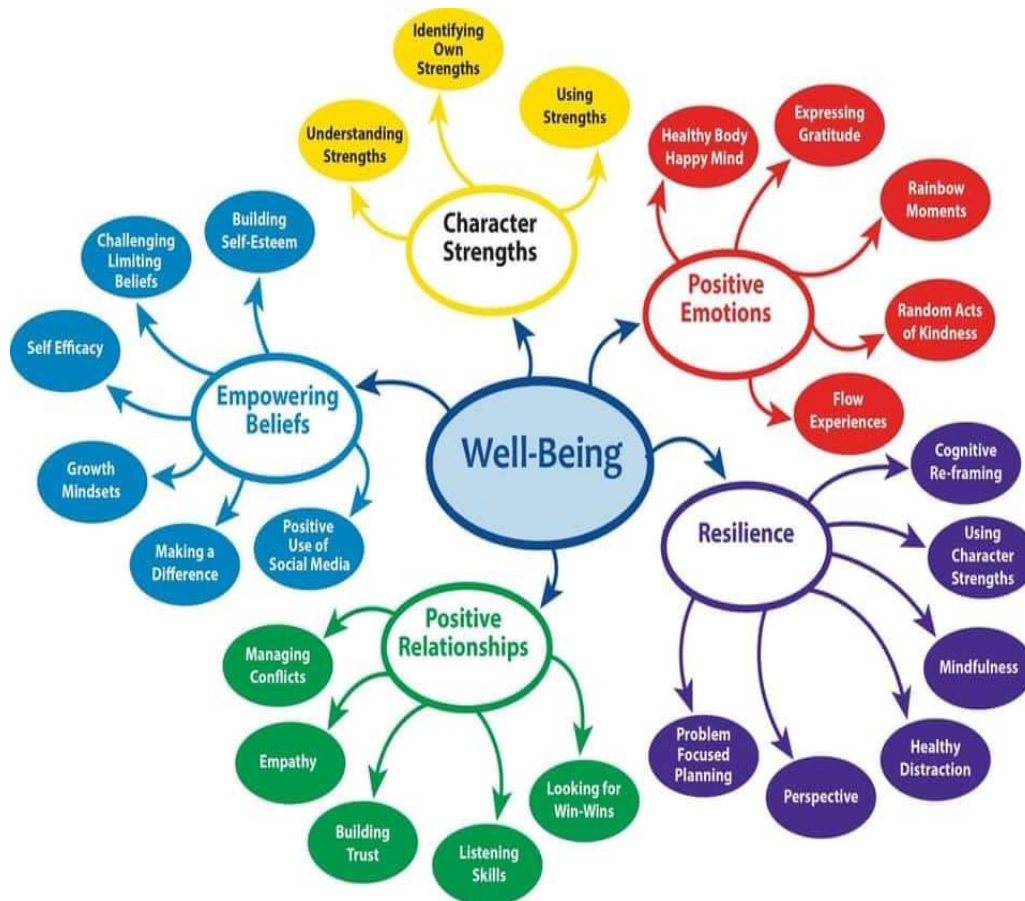 Identifying
Own
Strengths
Using
Strengths
Understanding
Strengths
Character
Strengths
Healthy Body
Happy Mind
Expressing
Gratitude
Rainbow
Moments
Random Acts
of Kindness
Flow
Experiences
Positive
Emotions
Building
Self-Esteem
Challenging
Limiting
Beliefs
Self Efficacy
Growth
Mindsets
Making a
Difference
Positive
Use of
Social Media
Empowering
Beliefs
Well-Being
Resilience
Cognitive
Re-framing
Using
Character
Strengths
Mindfulness
Healthy
Distraction
Perspective
Problem
Focused
Planning
Positive
Relationships
Managing
Conflicts
Empathy
Building
Trust
Listening
Skills
Looking for
Win-Wins